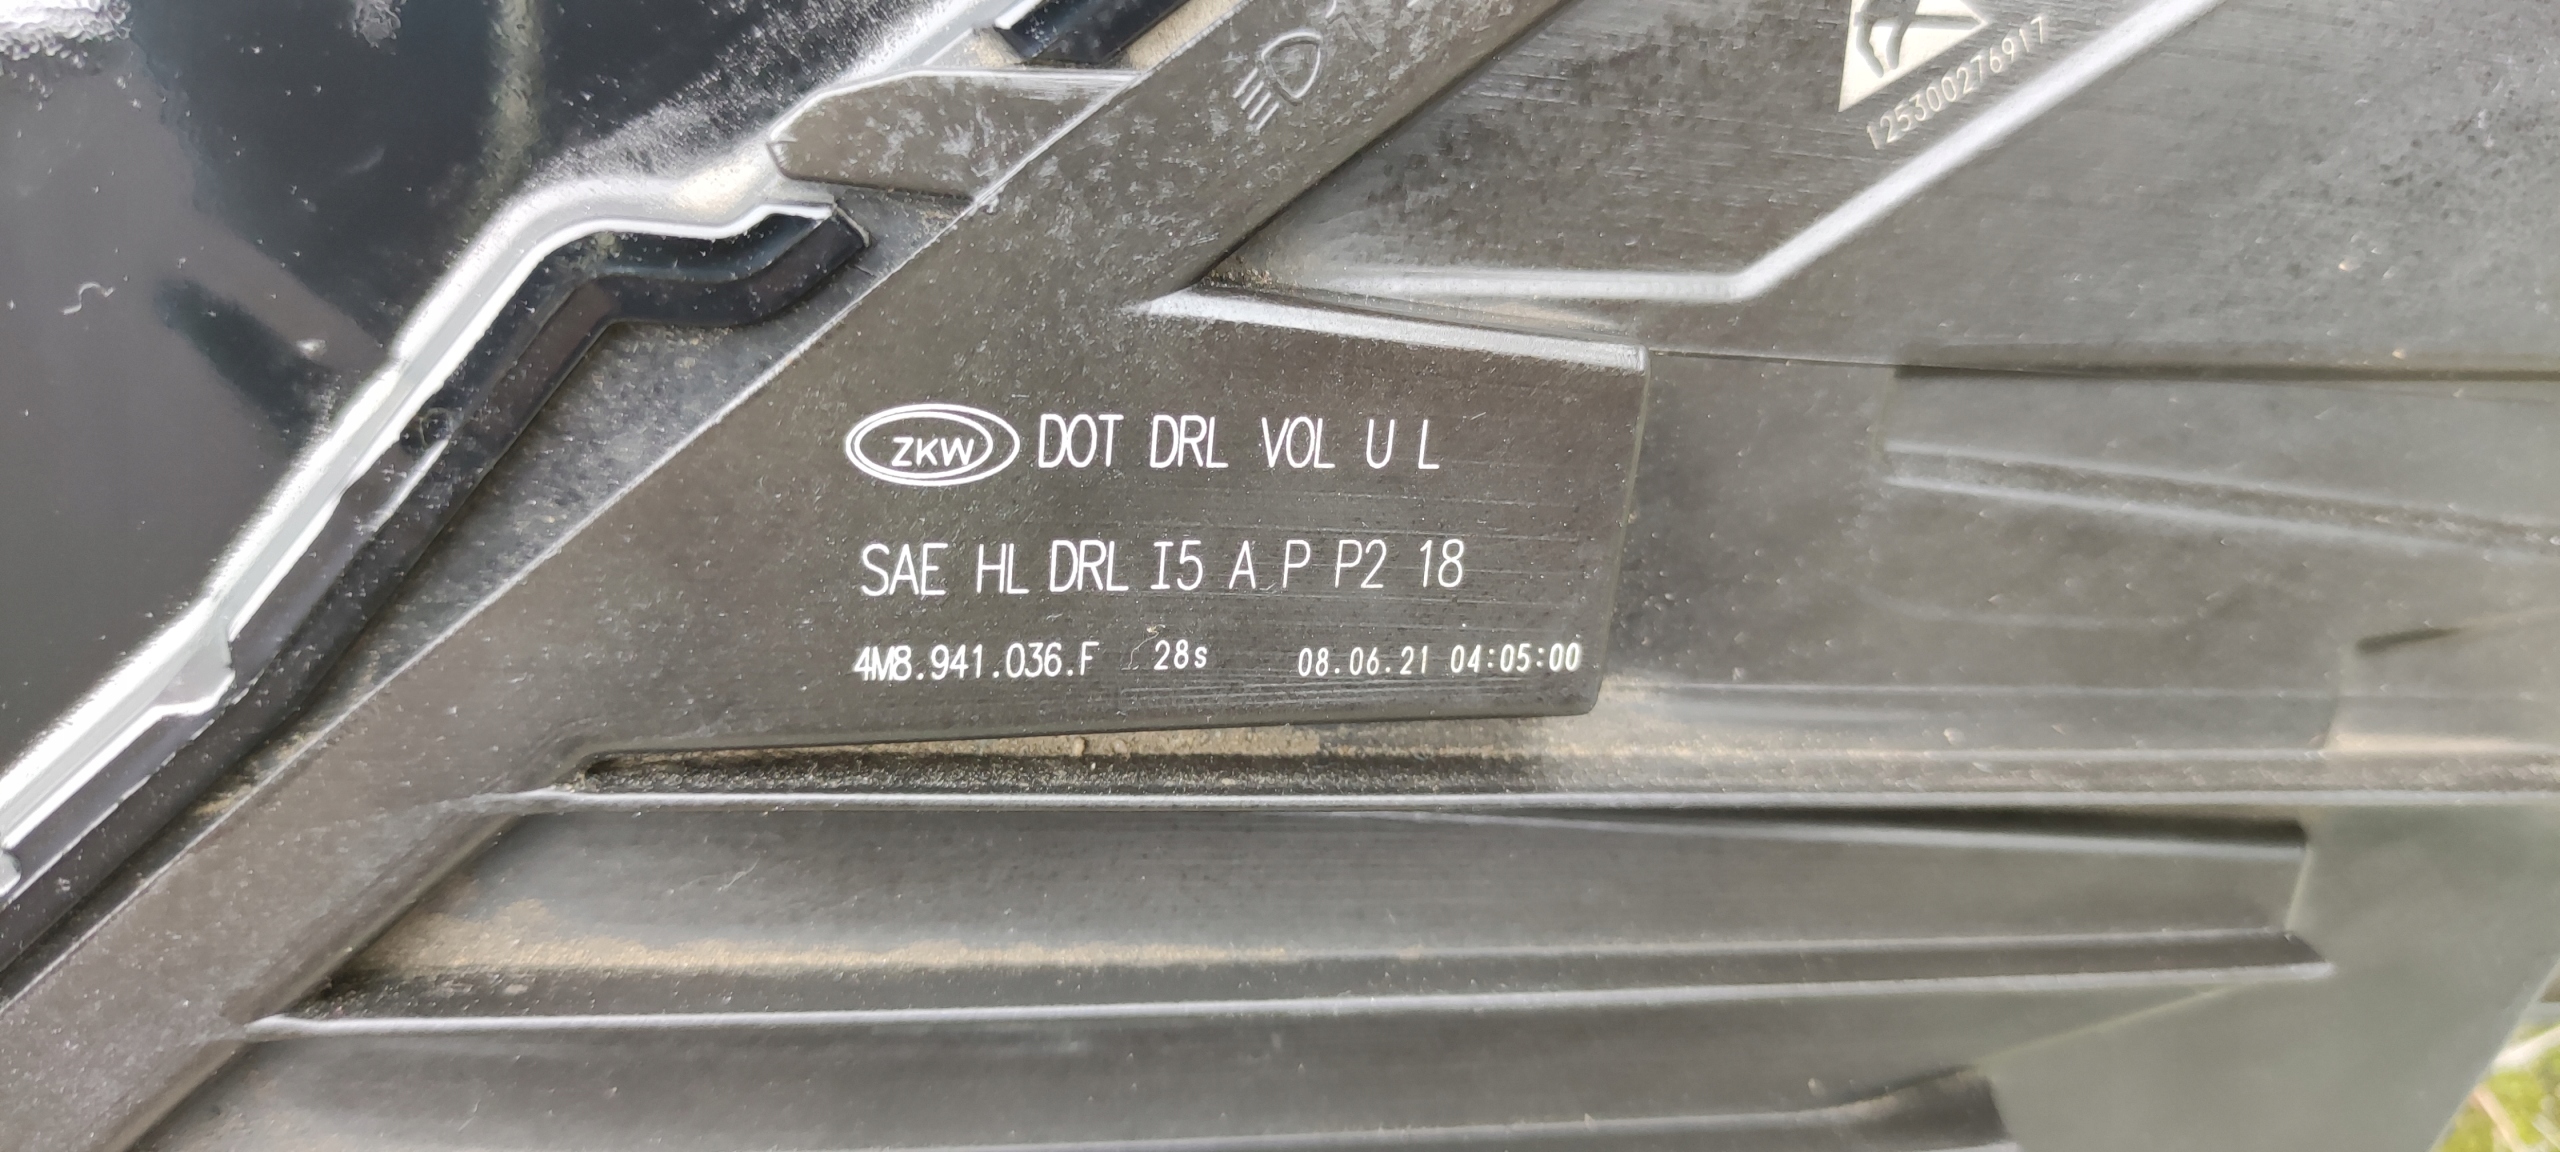 125300276917
ZKW DOT DRL VOL U L
SAE HL DRL I5 A P P2 18
4M8.941.036.F 28s 08.06.21 04:05:00